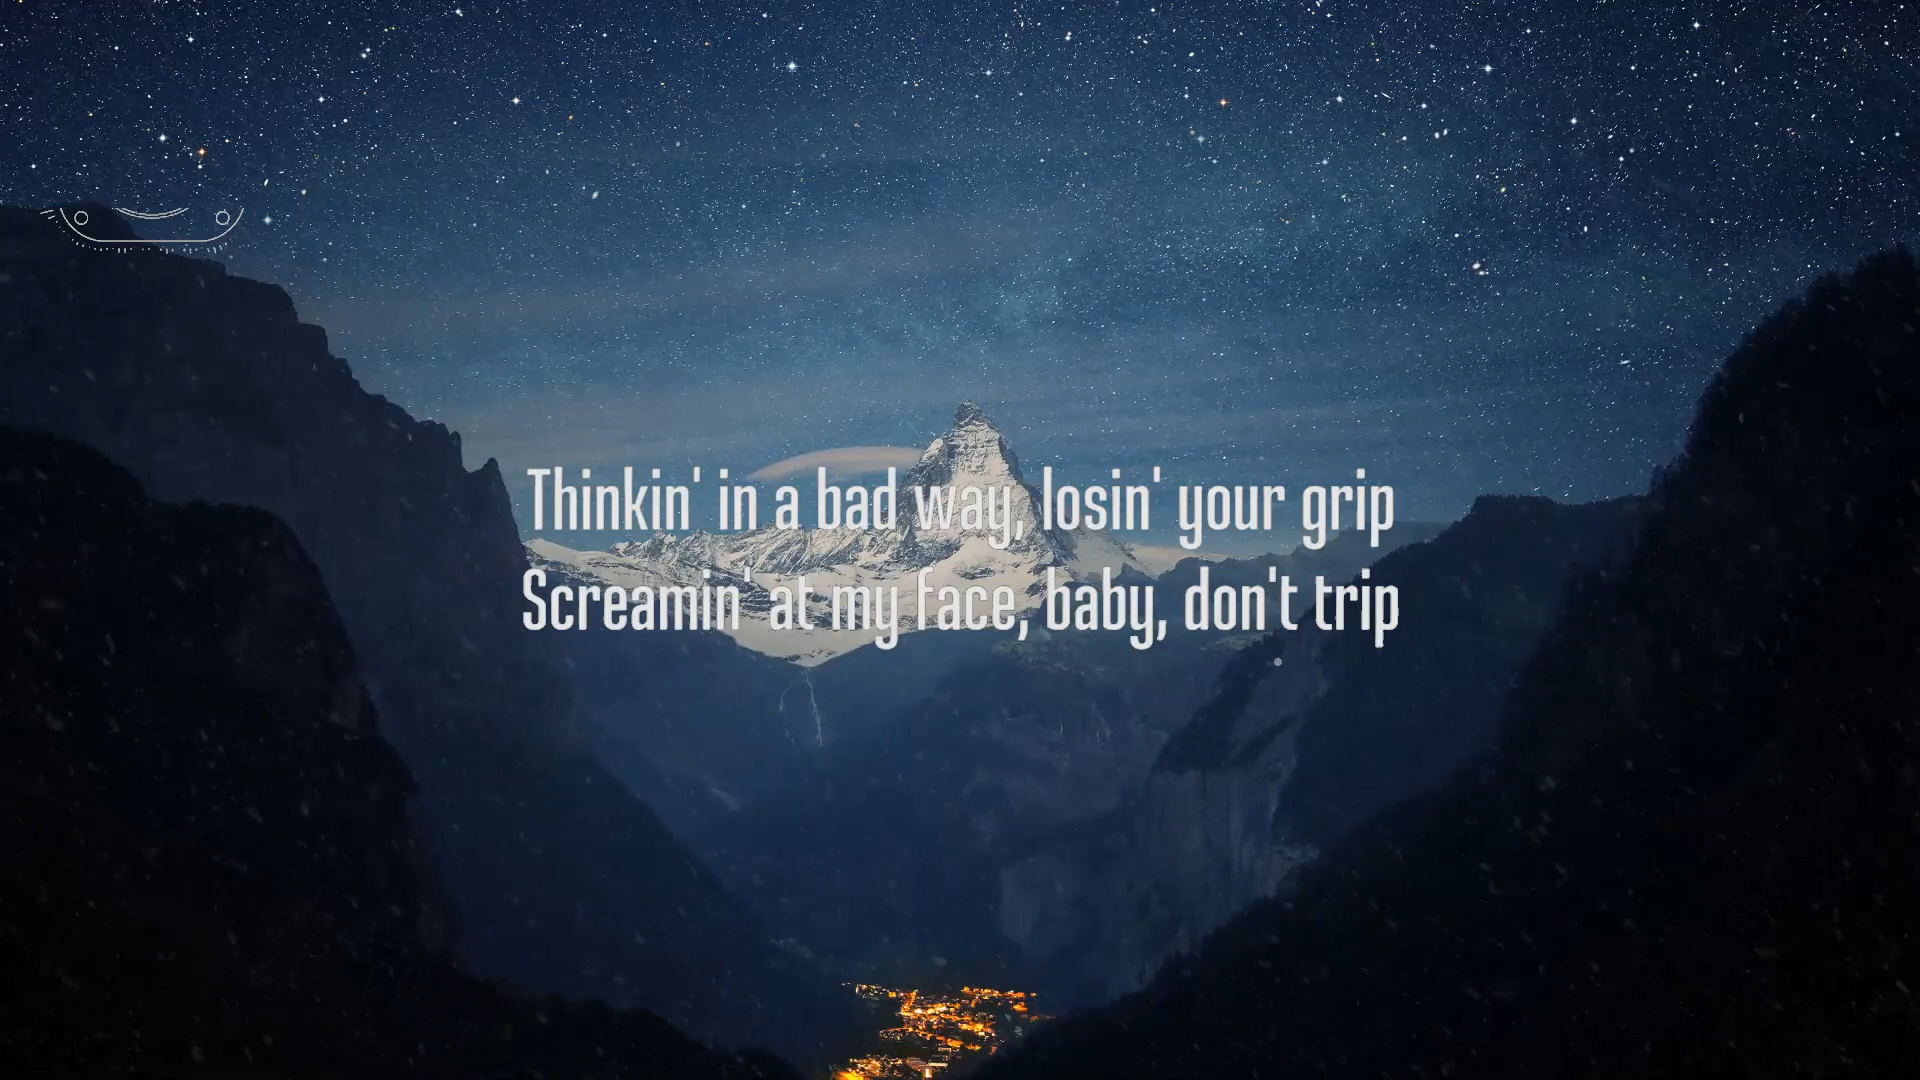 Thinkin' in a bad way, losin' your grip
Screamin' at my face, baby, don't trip